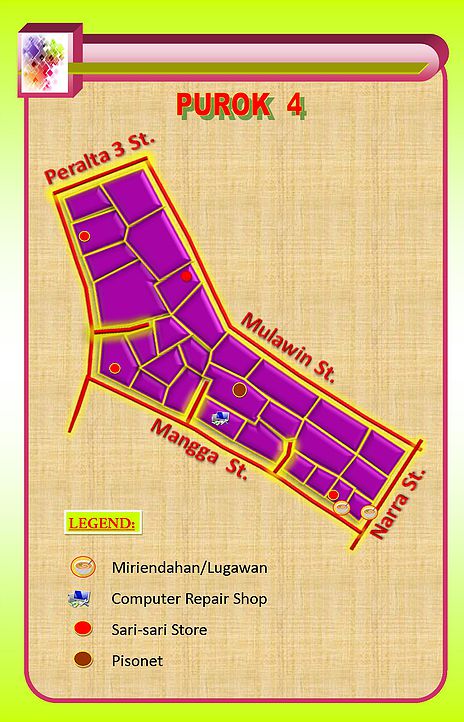 PUROK 4
Peralta 3 St.
Mulawin St.
Mangga St.
Narra St.
LEGEND:
Miriendahan/Lugawan
Computer Repair Shop
Sari-sari Store
Pisonet